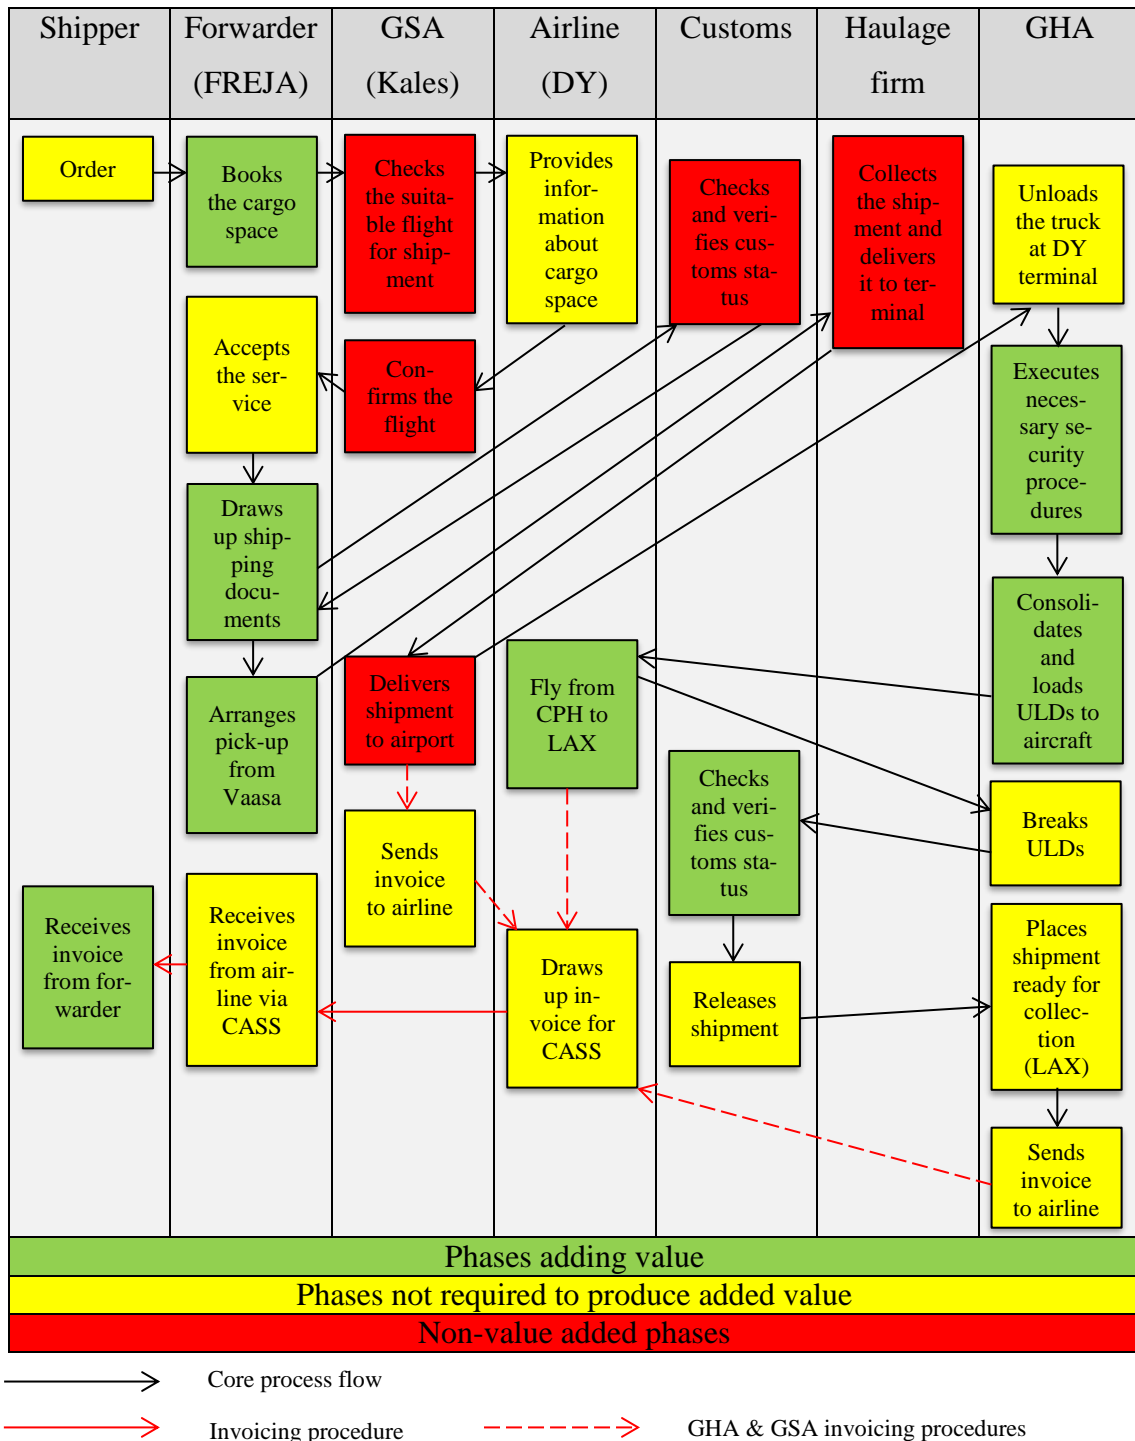 Shipper
Forwarder
(FREJA)
GSA
(Kales)
Airline
(DY)
Customs
Haulage
firm
GHA
Order
Books
the cargo
space
Checks
the suita-
ble flight
for ship-
ment
Provides
infor-
mation
about
cargo
space
Checks
and veri-
fies cus-
toms sta-
tus
Collects
the ship-
ment and
delivers
it to ter-
minal
Unloads
the truck
at DY
terminal
Accepts
the ser-
vice
Con-
firms the
flight
Executes
neces-
sary se-
curity
proce-
dures
Draws
up ship-
ping
docu-
ments
Consoli-
dates
and
loads
ULDs to
aircraft
Arranges
pick-up
from
Vaasa
Delivers
shipment
to airport
Fly from
CPH to
LAX
Checks
and veri-
fies cus-
toms sta-
tus
Breaks
ULDs
Sends
invoice
to airline
Receives
invoice
from for-
warder
Receives
invoice
from air-
line via
CASS
Draws
up in-
voice for
CASS
Releases
shipment
Places
shipment
ready for
collec-
tion
(LAX)
Sends
invoice
to airline
Phases adding value
Phases not required to produce added value
Non-value added phases
Core process flow
Invoicing procedure
GHA & GSA invoicing procedures